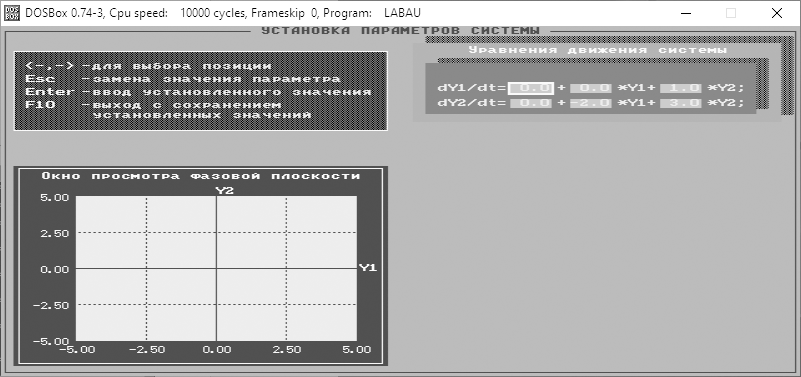 DOSBox 0.74-3, Cpu speed: 10000 cycles, Frameskip 0, Program: LABAU
УСТАНОВКА ПАРАМЕТРОВ СИСТЕМЫ
<-,-> -для выбора позиции
Esc -замена значения параметра
Enter -ввод установленного значения
F10 -выход с сохранением
установленных значений
Уравнения движения системы
dY1/dt= 0.0 + 0.0 *Y1+ 1.0 *Y2;
dY2/dt= 0.0 + -2.0 *Y1+ 3.0 *Y2;
Окно просмотра фазовой плоскости
Y2
5.00
2.50
0.00
Y1
-2.50
-5.00
-5.00 -2.50 0.00 2.50 5.00